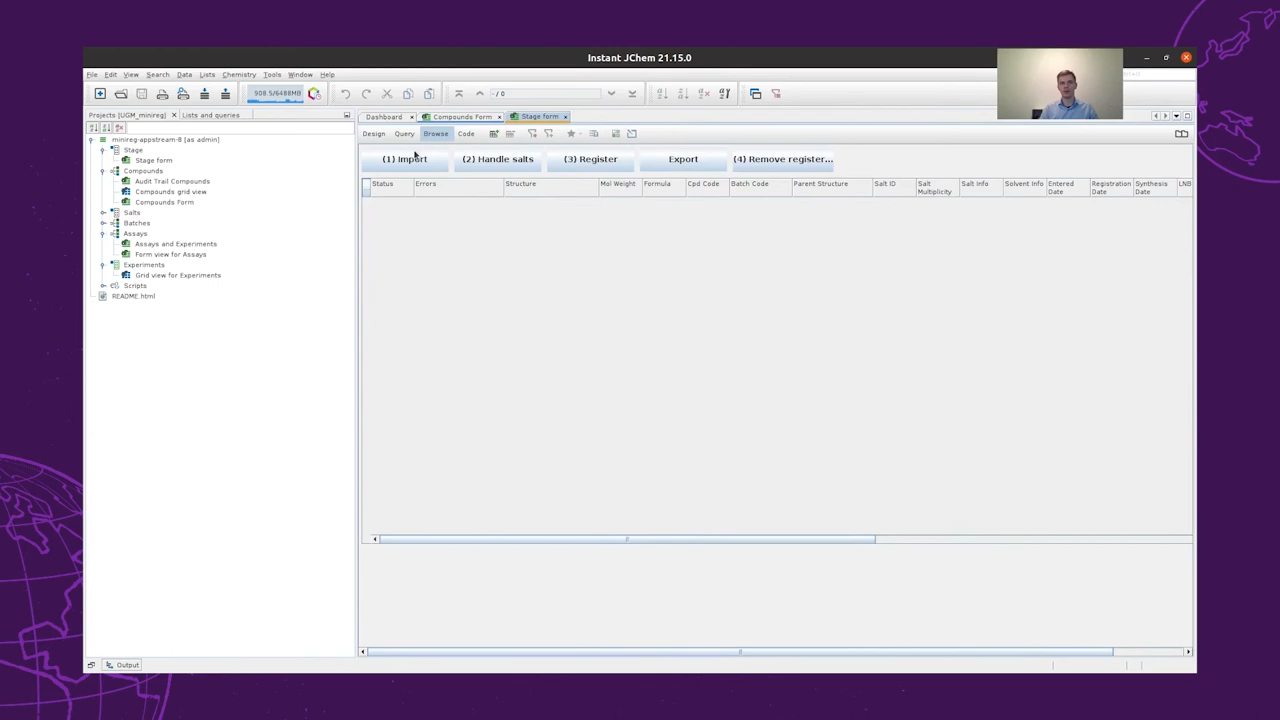 Instant JChem 21.15.0
File Edit View Search Data Lists Chemistry Tools Window Help
908.5/6488MB
- / 0
Projects [UGM_minireg] Lists and queries
Dashboard Compounds Form Stage form
Design Query Browse Code
minireg-appstream-8 [as admin]
Stage
Stage form
Compounds
Audit Trail Compounds
Compounds grid view
Compounds Form
Salts
Batches
Assays
Assays and Experiments
Form view for Assays
Experiments
Grid view for Experiments
Scripts
README.html
(1) Import (2) Handle salts (3) Register Export (4) Remove register...
Status Errors Structure Mol Weight Formula Cpd Code Batch Code Parent Structure Salt ID Salt Multiplicity Salt Info Solvent Info Entered Date Registration Date Synthesis Date LNB
Output